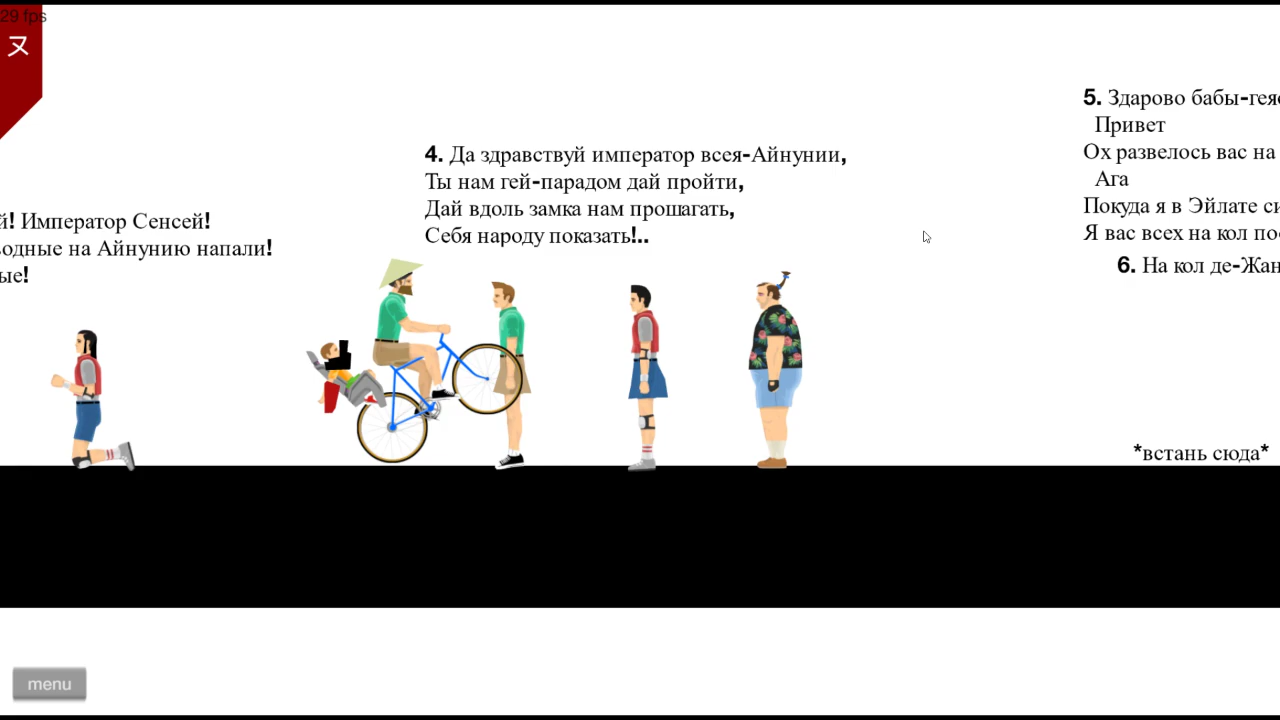 29 fps
ヌ
й! Император Сенсей!
водные на Айнунию напали!
ые!
4. Да здравствуй император всея-Айнунии,
Ты нам гей-парадом дай пройти,
Дай вдоль замка нам прошагать,
Себя народу показать!..
5. Здарово бабы-гея
Привет
Ох развелось вас на
Ага
Покуда я в Эйлате си
Я вас всех на кол по
6. На кол де-Жан
*встань сюда*
menu